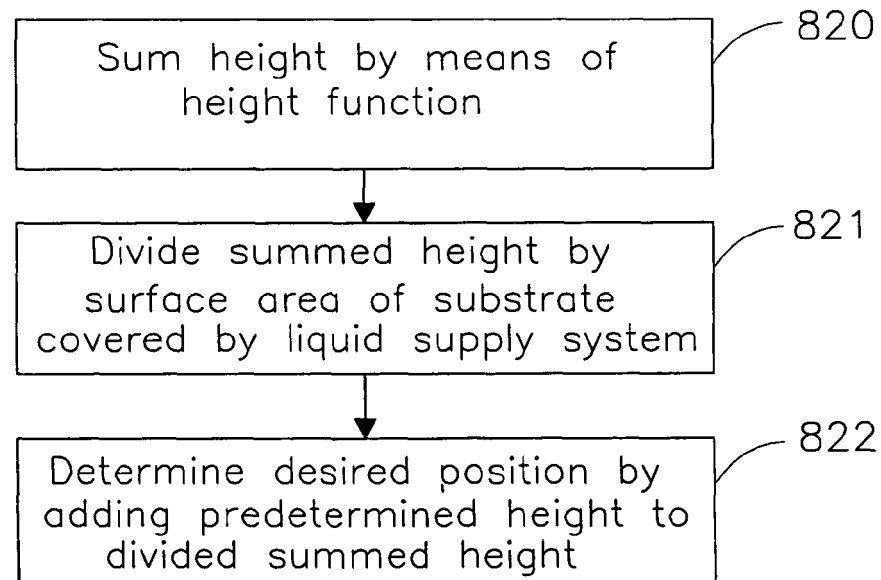 820
Sum height by means of
height function
821
Divide summed height by
surface area of substrate
covered by liquid supply system
822
Determine desired position by
adding predetermined height to
divided summed height